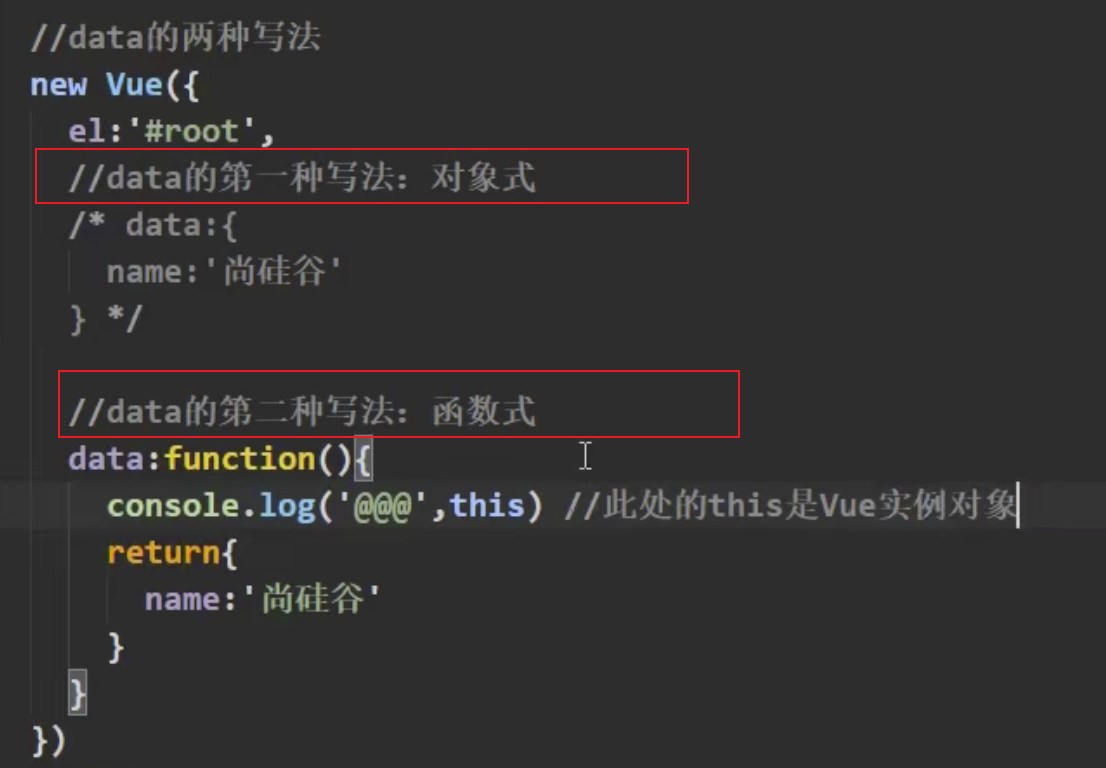 //data的两种写法
new Vue({
el:'#root',
//data的第一种写法：对象式
/* data:{
name:'尚硅谷'
} */
//data的第二种写法：函数式
data:function(){
console.log('@@@',this) //此处的this是Vue实例对象
return{
name:'尚硅谷'
}
}
})